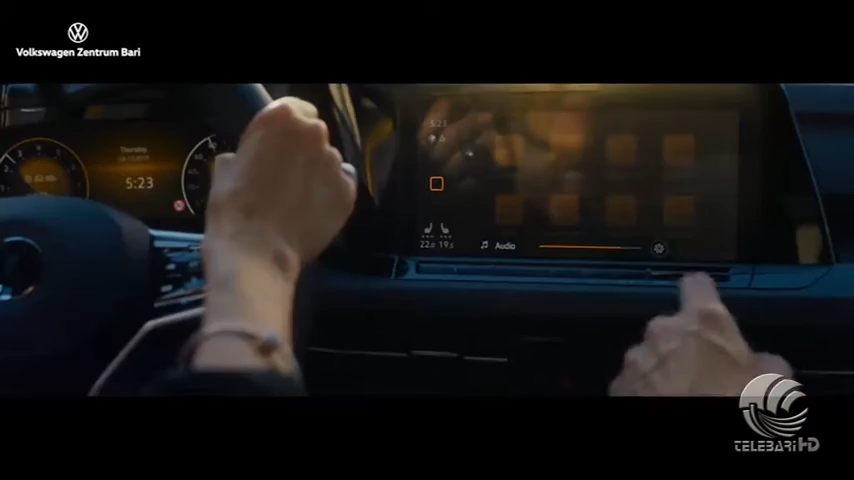 Volkswagen Zentrum Bari
5:23
Thursday
5:23
22.0 19.5
Audio
TELEBARI HD